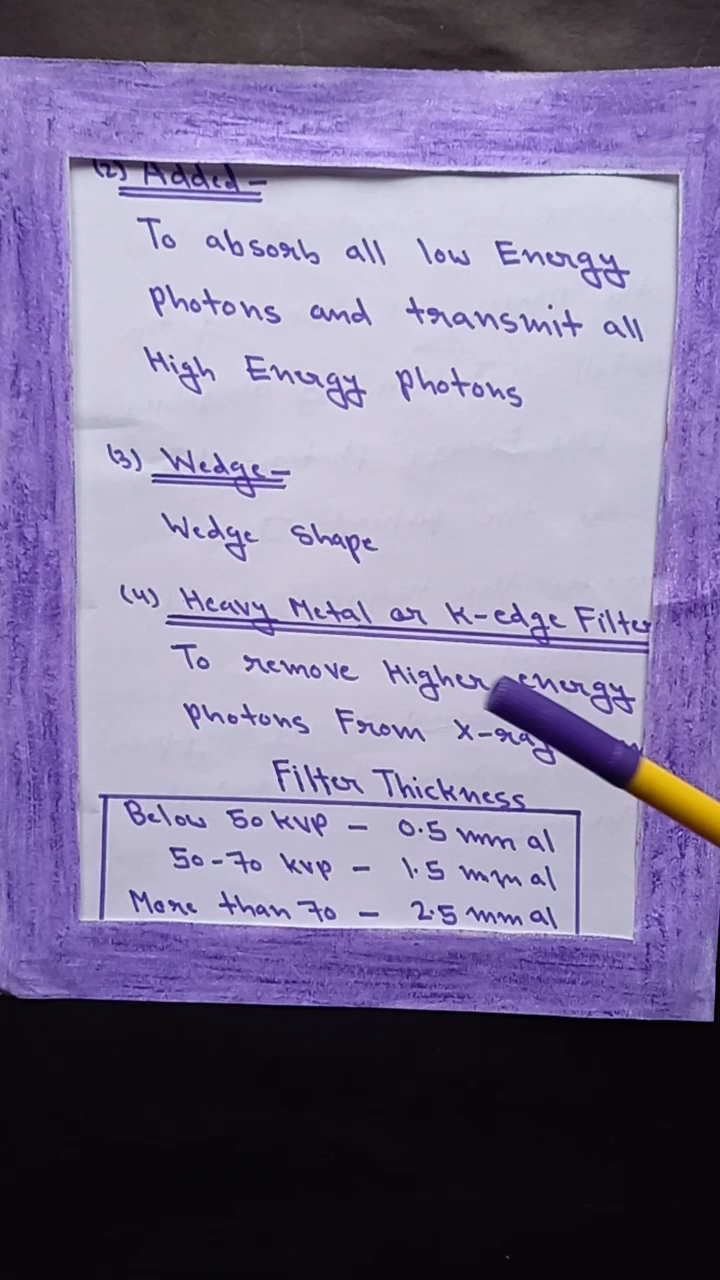 (2) Added-
To absorb all low Energy
photons and transmit all
High Energy photons
(3) Wedge-
Wedge Shape
(4) Heavy Metal or K-edge Filter
To remove Higher energy
photons From X-ray
Filter Thickness
Below 50 KVP - 0.5 mm al
50-70 kvp - 1.5 mm al
More than 70 - 2.5 mm al